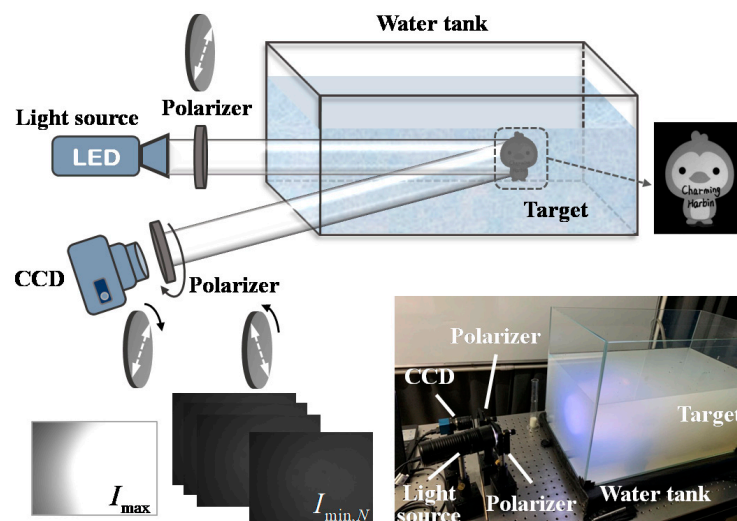 Water tank
Light source
Polarizer
LED
Charming
Harbin
Target
CCD
Polarizer
Polarizer
CCD
Target
I_max
I_min,N
Light
source
Polarizer
Water tank